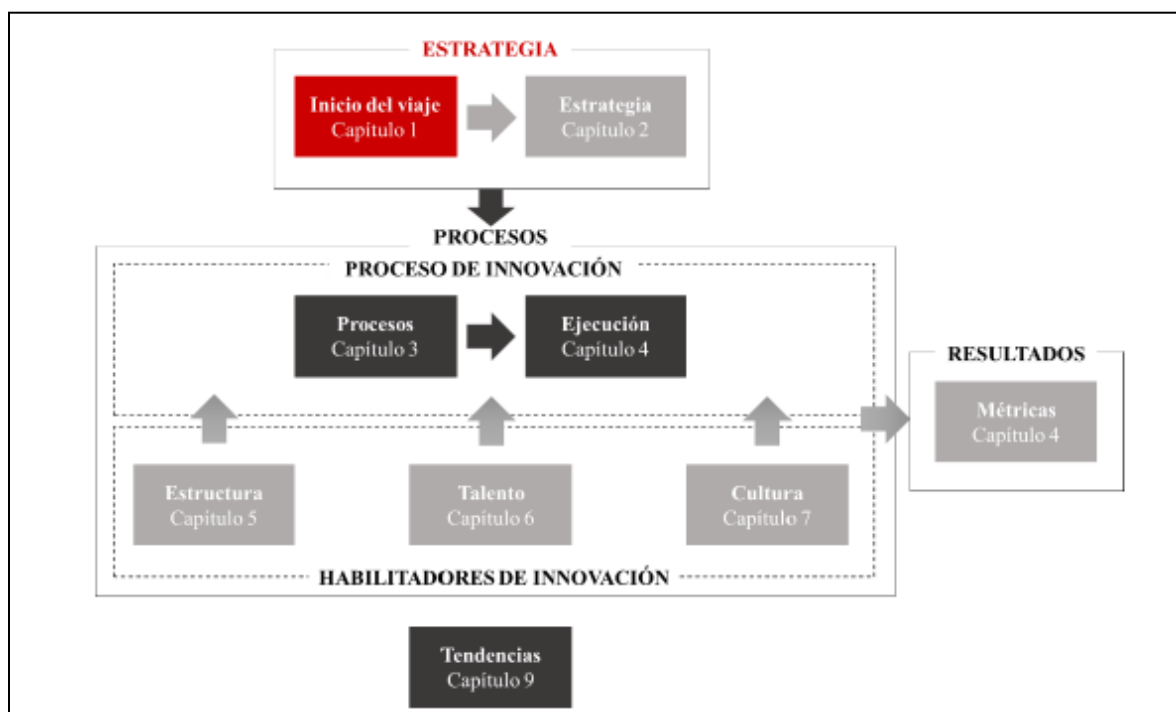 ESTRATEGIA
Inicio del viaje
Capítulo 1
Estrategia
Capítulo 2
PROCESOS
PROCESO DE INNOVACIÓN
Procesos
Capítulo 3
Ejecución
Capítulo 4
RESULTADOS
Métricas
Capítulo 4
Estructura
Capítulo 5
Talento
Capítulo 6
Cultura
Capítulo 7
HABILITADORES DE INNOVACIÓN
Tendencias
Capítulo 9